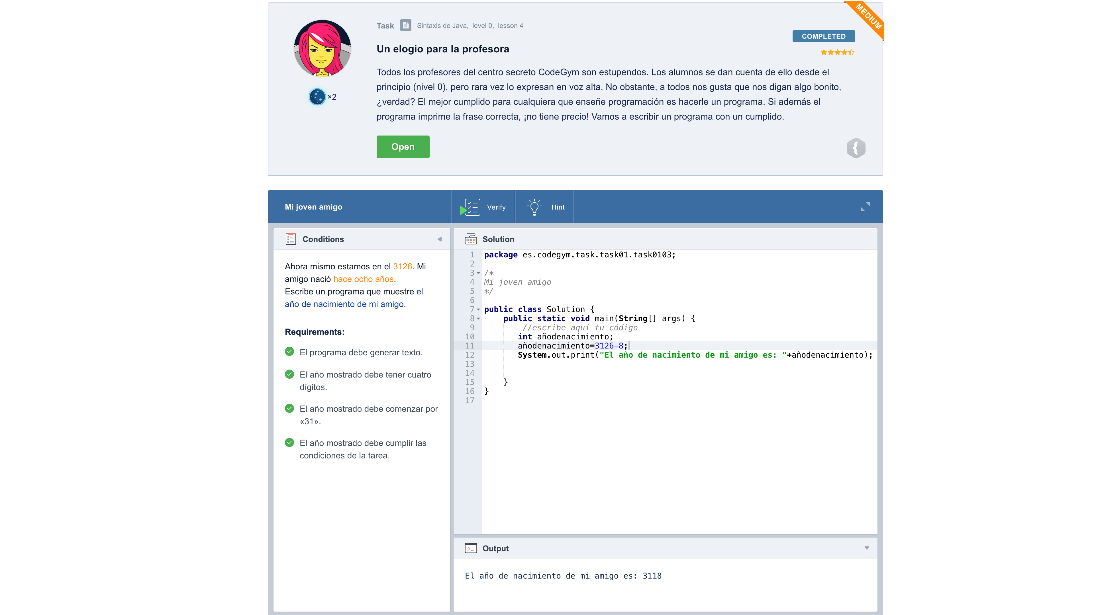 Task Sintaxis de Java, level 0, lesson 4
MEDIUM
COMPLETED
Un elogio para la profesora
Todos los profesores del centro secreto CodeGym son estupendos. Los alumnos se dan cuenta de ello desde el
principio (nivel 0), pero rara vez lo expresan en voz alta. No obstante, a todos nos gusta que nos digan algo bonito,
¿verdad? El mejor cumplido para cualquiera que enseñe programación es hacerle un programa. Si además el
programa imprime la frase correcta, ¡no tiene precio! Vamos a escribir un programa con un cumplido.
×2
Open
Mi joven amigo
Verify
Hint
Conditions
Ahora mismo estamos en el 3126. Mi
amigo nació hace ocho años.
Escribe un programa que muestre el
año de nacimiento de mi amigo.
Requirements:
El programa debe generar texto.
El año mostrado debe tener cuatro
dígitos.
El año mostrado debe comenzar por
«31».
El año mostrado debe cumplir las
condiciones de la tarea.
Solution
1 package es.codegym.task.task01.task0103;
2
3 /*
4 Mi joven amigo
5 */
6
7 public class Solution {
8 public static void main(String[] args) {
9 //escribe aquí tu código
10 int añodenacimiento;
11 añodenacimiento=3126-8;
12 System.out.print("El año de nacimiento de mi amigo es: "+añodenacimiento);
13
14
15 }
16 }
17
Output
El año de nacimiento de mi amigo es: 3118